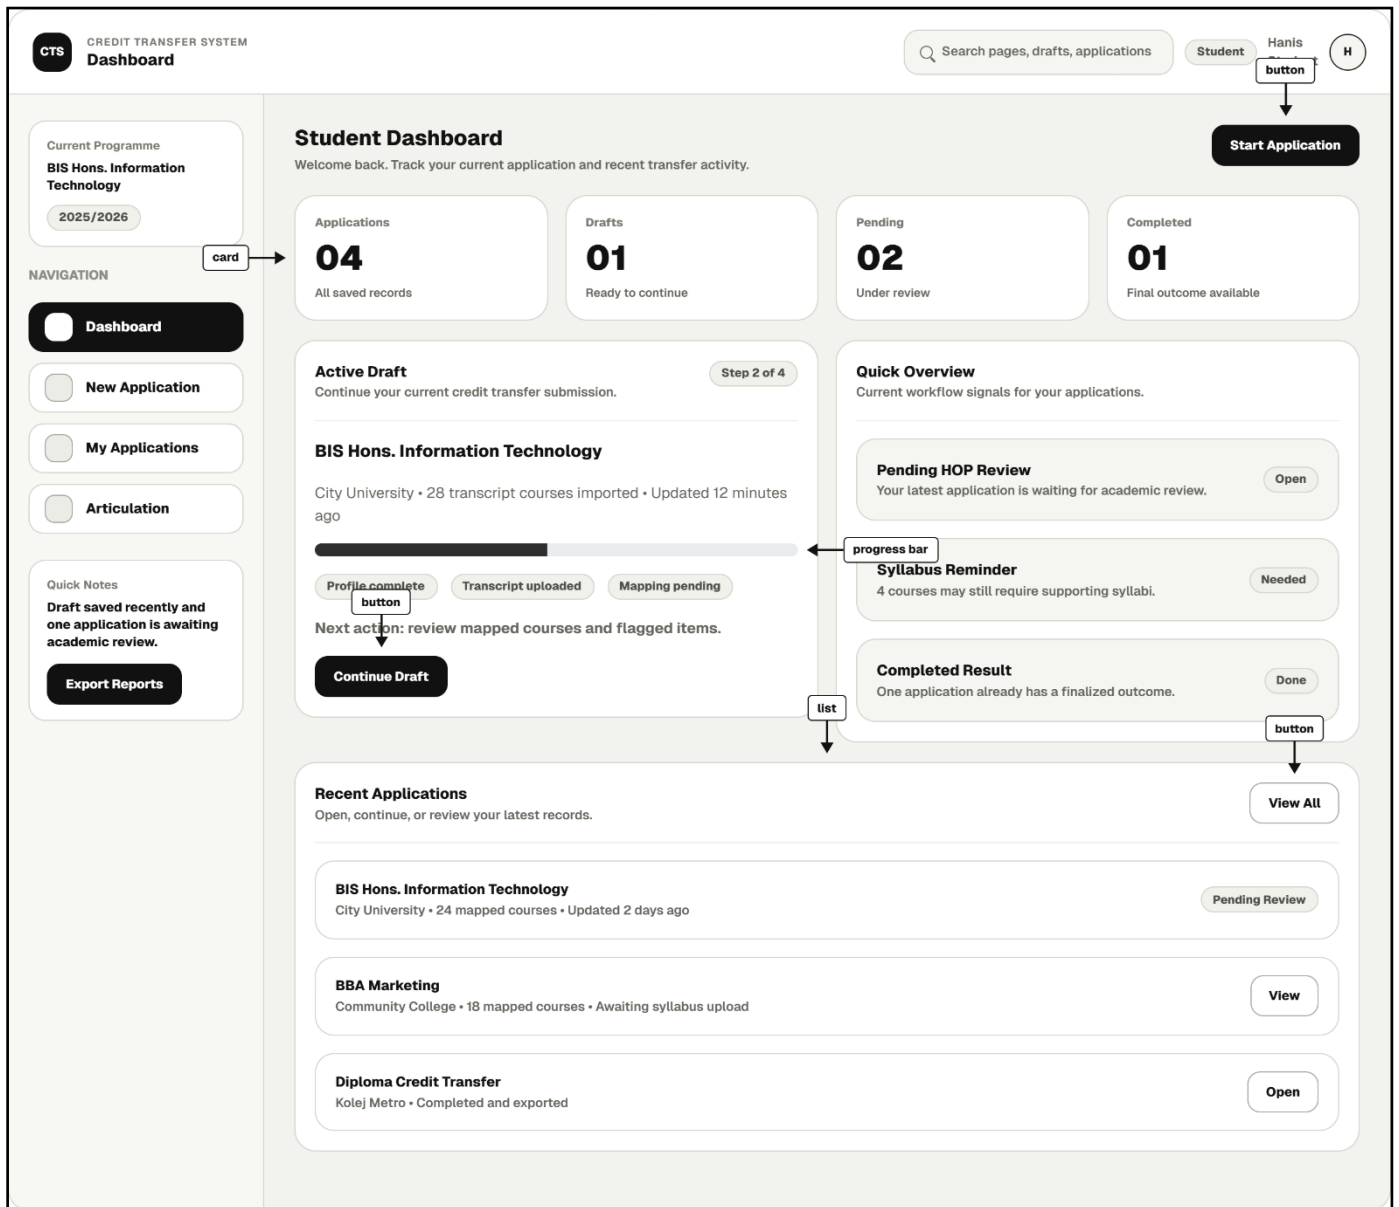 CTS
CREDIT TRANSFER SYSTEM
Dashboard
Search pages, drafts, applications
Student
Hanis
H
button
Current Programme
BIS Hons. Information
Technology
2025/2026
card
NAVIGATION
Dashboard
New Application
My Applications
Articulation
Quick Notes
Draft saved recently and
one application is awaiting
academic review.
Export Reports
Student Dashboard
Welcome back. Track your current application and recent transfer activity.
Start Application
Applications
04
All saved records
Drafts
01
Ready to continue
Pending
02
Under review
Completed
01
Final outcome available
Active Draft
Continue your current credit transfer submission.
Step 2 of 4
BIS Hons. Information Technology
City University • 28 transcript courses imported • Updated 12 minutes
ago
progress bar
Profile complete
Transcript uploaded
Mapping pending
button
Next action: review mapped courses and flagged items.
Continue Draft
Quick Overview
Current workflow signals for your applications.
Pending HOP Review
Your latest application is waiting for academic review.
Open
Syllabus Reminder
4 courses may still require supporting syllabi.
Needed
Completed Result
One application already has a finalized outcome.
Done
list
button
Recent Applications
Open, continue, or review your latest records.
View All
BIS Hons. Information Technology
City University • 24 mapped courses • Updated 2 days ago
Pending Review
BBA Marketing
Community College • 18 mapped courses • Awaiting syllabus upload
View
Diploma Credit Transfer
Kolej Metro • Completed and exported
Open